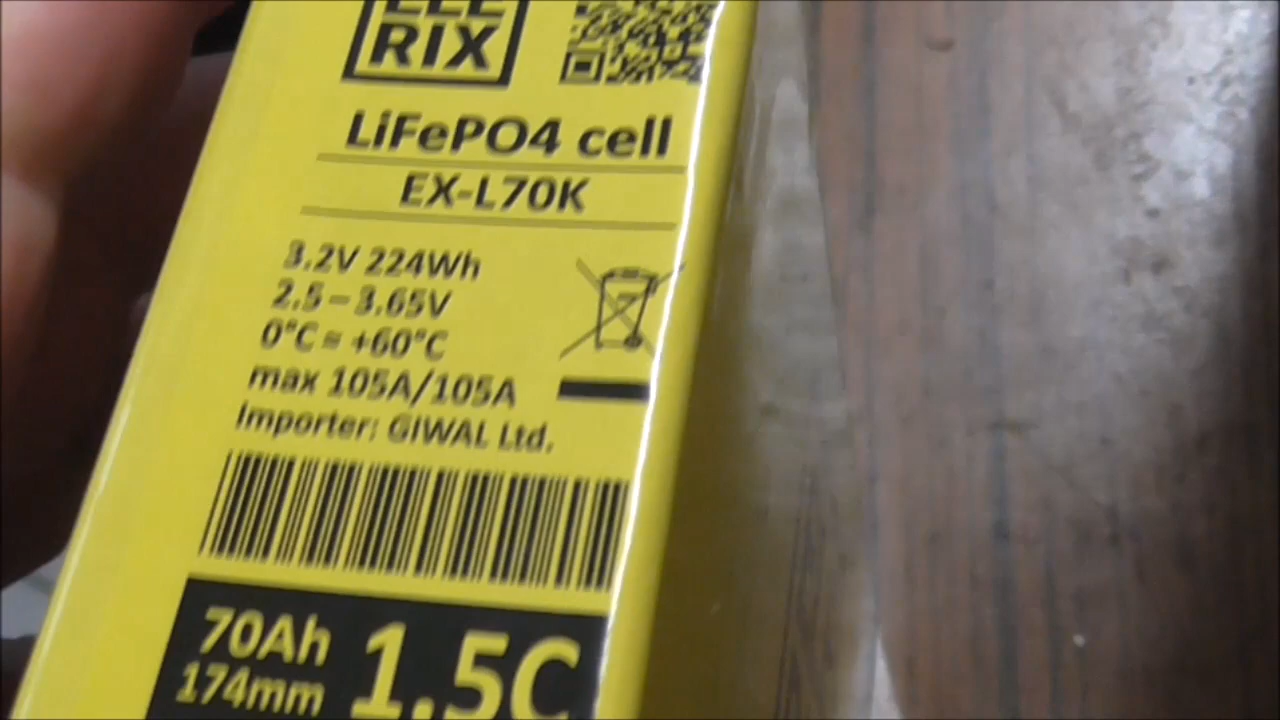 RIX
LiFePO4 cell
EX-L70K
3.2V 224Wh
2.5 – 3.65V
0°C ≈ +60°C
max 105A/105A
Importer: GIWAL Ltd.
70Ah
174mm
1.5C